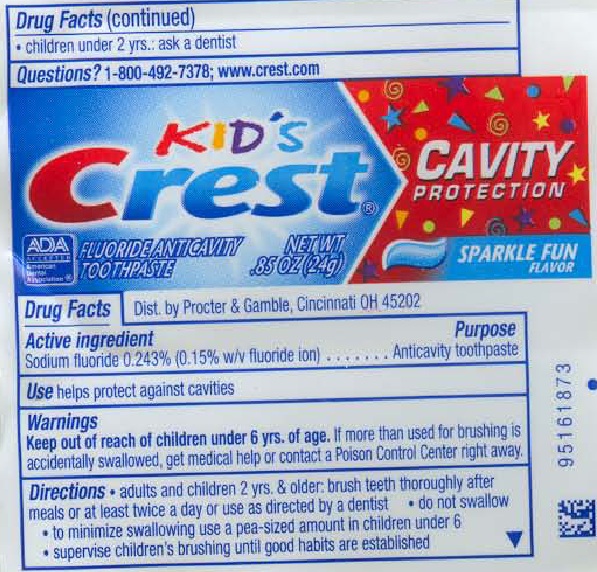 Drug Facts (continued)
• children under 2 yrs.: ask a dentist
Questions? 1-800-492-7378; www.crest.com
KID'S
Crest®
CAVITY
PROTECTION
ADA
ACCEPTED
American
Dental
Association ®
FLUORIDE ANTICAVITY
TOOTHPASTE
NET WT
.85 OZ (24g)
SPARKLE FUN
FLAVOR
Drug Facts Dist. by Procter & Gamble, Cincinnati OH 45202
Active ingredient Purpose
Sodium fluoride 0.243% (0.15% w/v fluoride ion) . . . . . . . Anticavity toothpaste
Use helps protect against cavities
Warnings
Keep out of reach of children under 6 yrs. of age. If more than used for brushing is
accidentally swallowed, get medical help or contact a Poison Control Center right away.
Directions • adults and children 2 yrs. & older: brush teeth thoroughly after
meals or at least twice a day or use as directed by a dentist • do not swallow
• to minimize swallowing use a pea-sized amount in children under 6
• supervise children's brushing until good habits are established
95161873